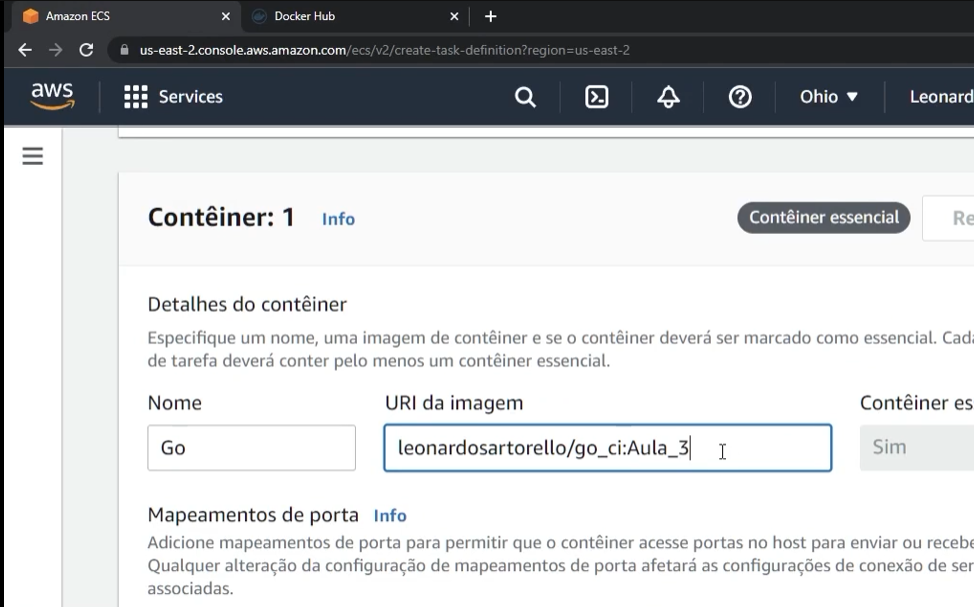 Amazon ECS
Docker Hub
us-east-2.console.aws.amazon.com/ecs/v2/create-task-definition?region=us-east-2
aws
Services
Ohio
Leonard
Contêiner: 1
Info
Contêiner essencial
Re
Detalhes do contêiner
Especifique um nome, uma imagem de contêiner e se o contêiner deverá ser marcado como essencial. Cada
de tarefa deverá conter pelo menos um contêiner essencial.
Nome
URI da imagem
Contêiner es
Go
leonardosartorello/go_ci:Aula_3
Sim
Mapeamentos de porta
Info
Adicione mapeamentos de porta para permitir que o contêiner acesse portas no host para enviar ou recebe
Qualquer alteração da configuração de mapeamentos de porta afetará as configurações de conexão de ser
associadas.